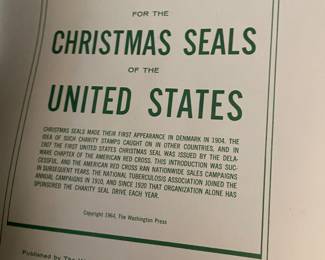 FOR THE
CHRISTMAS SEALS
OF THE
UNITED STATES
CHRISTMAS SEALS MADE THEIR FIRST APPEARANCE IN DENMARK IN 1904. THE
IDEA OF SUCH CHARITY STAMPS CAUGHT ON IN OTHER COUNTRIES, AND IN
1907 THE FIRST UNITED STATES CHRISTMAS SEAL WAS ISSUED BY THE DELA-
WARE CHAPTER OF THE AMERICAN RED CROSS. THIS INTRODUCTION WAS SUC-
CESSFUL, AND THE AMERICAN RED CROSS RAN NATIONWIDE SALES CAMPAIGNS
IN SUBSEQUENT YEARS. THE NATIONAL TUBERCULOSIS ASSOCIATION JOINED THE
ANNUAL CAMPAIGNS IN 1910, AND SINCE 1920 THAT ORGANIZATION ALONE HAS
SPONSORED THE CHARITY SEAL DRIVE EACH YEAR.
Copyright 1964, The Washington Press
Published by The